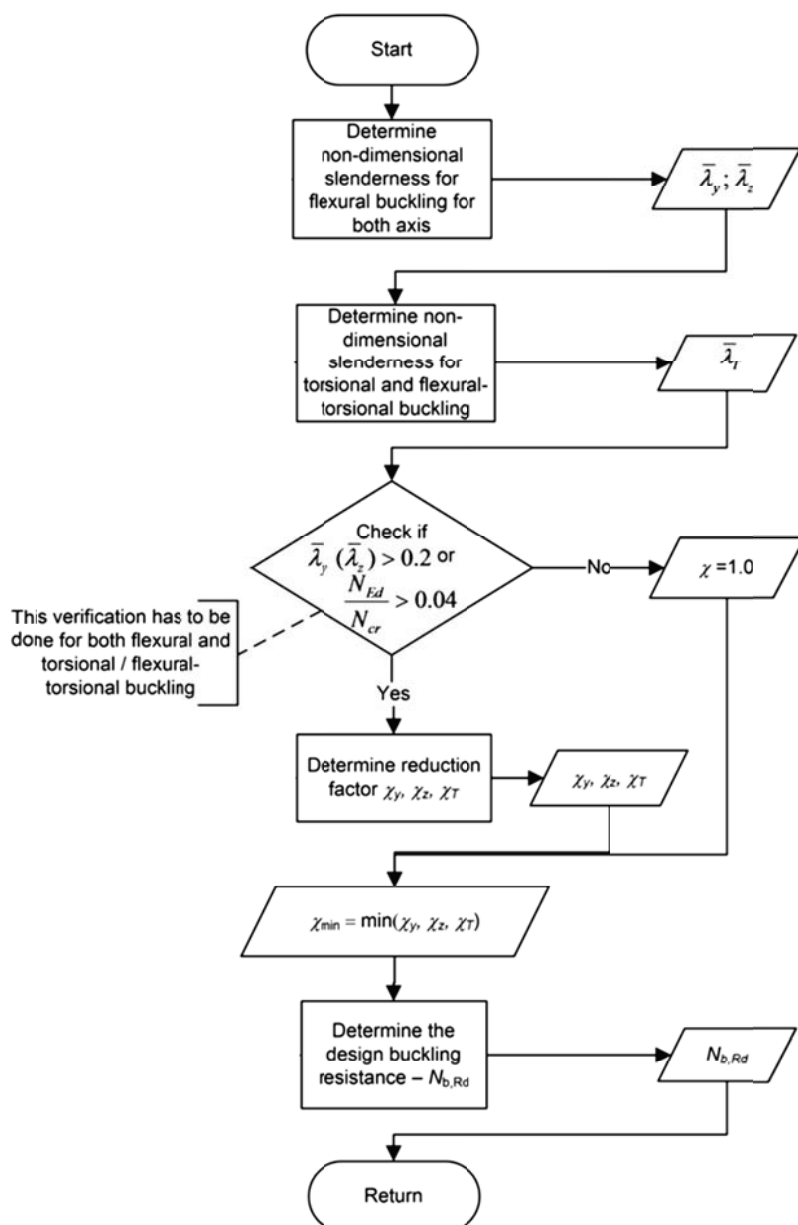 Start
Determine
non-dimensional
slenderness for
flexural buckling for
both axis
λ̄y ; λ̄z
Determine non-
dimensional
slenderness for
torsional and flexural-
torsional buckling
λ̄t
Check if
λ̄y (λ̄z) > 0.2 or
NEd / Ncr > 0.04
No
χ =1.0
This verification has to be
done for both flexural and
torsional / flexural-
torsional buckling
Yes
Determine reduction
factor χy, χz, χT
χy, χz, χT
χmin = min(χy, χz, χT)
Determine the
design buckling
resistance – Nb,Rd
Nb,Rd
Return